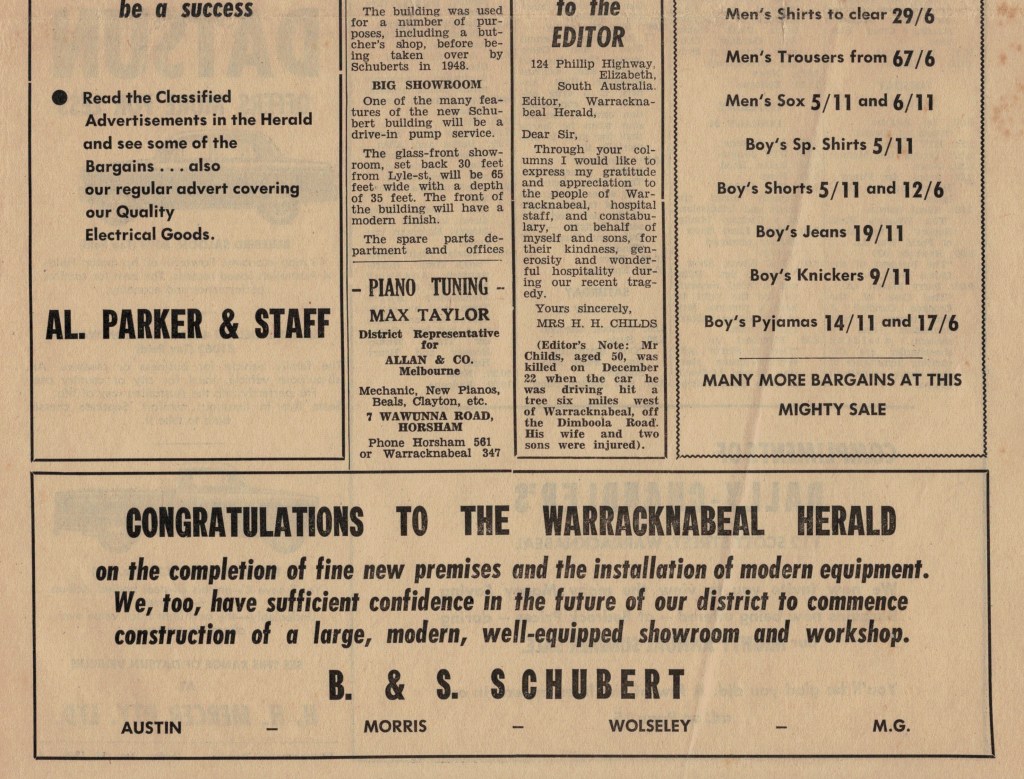 be a success
● Read the Classified
Advertisements in the Herald
and see some of the
Bargains . . . also
our regular advert covering
our Quality
Electrical Goods.
AL. PARKER & STAFF
The building was used
for a number of pur-
poses, including a but-
cher's shop, before be-
ing taken over by
Schuberts in 1948.
BIG SHOWROOM
One of the many fea-
tures of the new Schu-
bert building will be a
drive-in pump service.
The glass-front show-
room, set back 30 feet
from Lyle-st, will be 65
feet wide with a depth
of 35 feet. The front of
the building will have a
modern finish.
The spare parts de-
partment and offices
- PIANO TUNING -
MAX TAYLOR
District Representative
for
ALLAN & CO.
Melbourne
Mechanic, New Pianos,
Beals, Clayton, etc.
7 WAWUNNA ROAD,
HORSHAM
Phone Horsham 561
or Warracknabeal 347
to the
EDITOR
124 Phillip Highway,
Elizabeth,
South Australia.
Editor, Warrackna-
beal Herald,
Dear Sir,
Through your col-
umns I would like to
express my gratitude
and appreciation to
the people of War-
racknabeal, hospital
staff, and constabu-
lary, on behalf of
myself and sons, for
their kindness, gen-
erosity and wonder-
ful hospitality dur-
ing our recent trag-
edy.
Yours sincerely,
MRS H. H. CHILDS
(Editor's Note: Mr
Childs, aged 50, was
killed on December
22 when the car he
was driving hit a
tree six miles west
of Warracknabeal, off
the Dimboola Road.
His wife and two
sons were injured).
Men's Shirts to clear 29/6
Men's Trousers from 67/6
Men's Sox 5/11 and 6/11
Boy's Sp. Shirts 5/11
Boy's Shorts 5/11 and 12/6
Boy's Jeans 19/11
Boy's Knickers 9/11
Boy's Pyjamas 14/11 and 17/6
MANY MORE BARGAINS AT THIS
MIGHTY SALE
CONGRATULATIONS TO THE WARRACKNABEAL HERALD
on the completion of fine new premises and the installation of modern equipment.
We, too, have sufficient confidence in the future of our district to commence
construction of a large, modern, well-equipped showroom and workshop.
B. & S. SCHUBERT
AUSTIN – MORRIS – WOLSELEY – M.G.